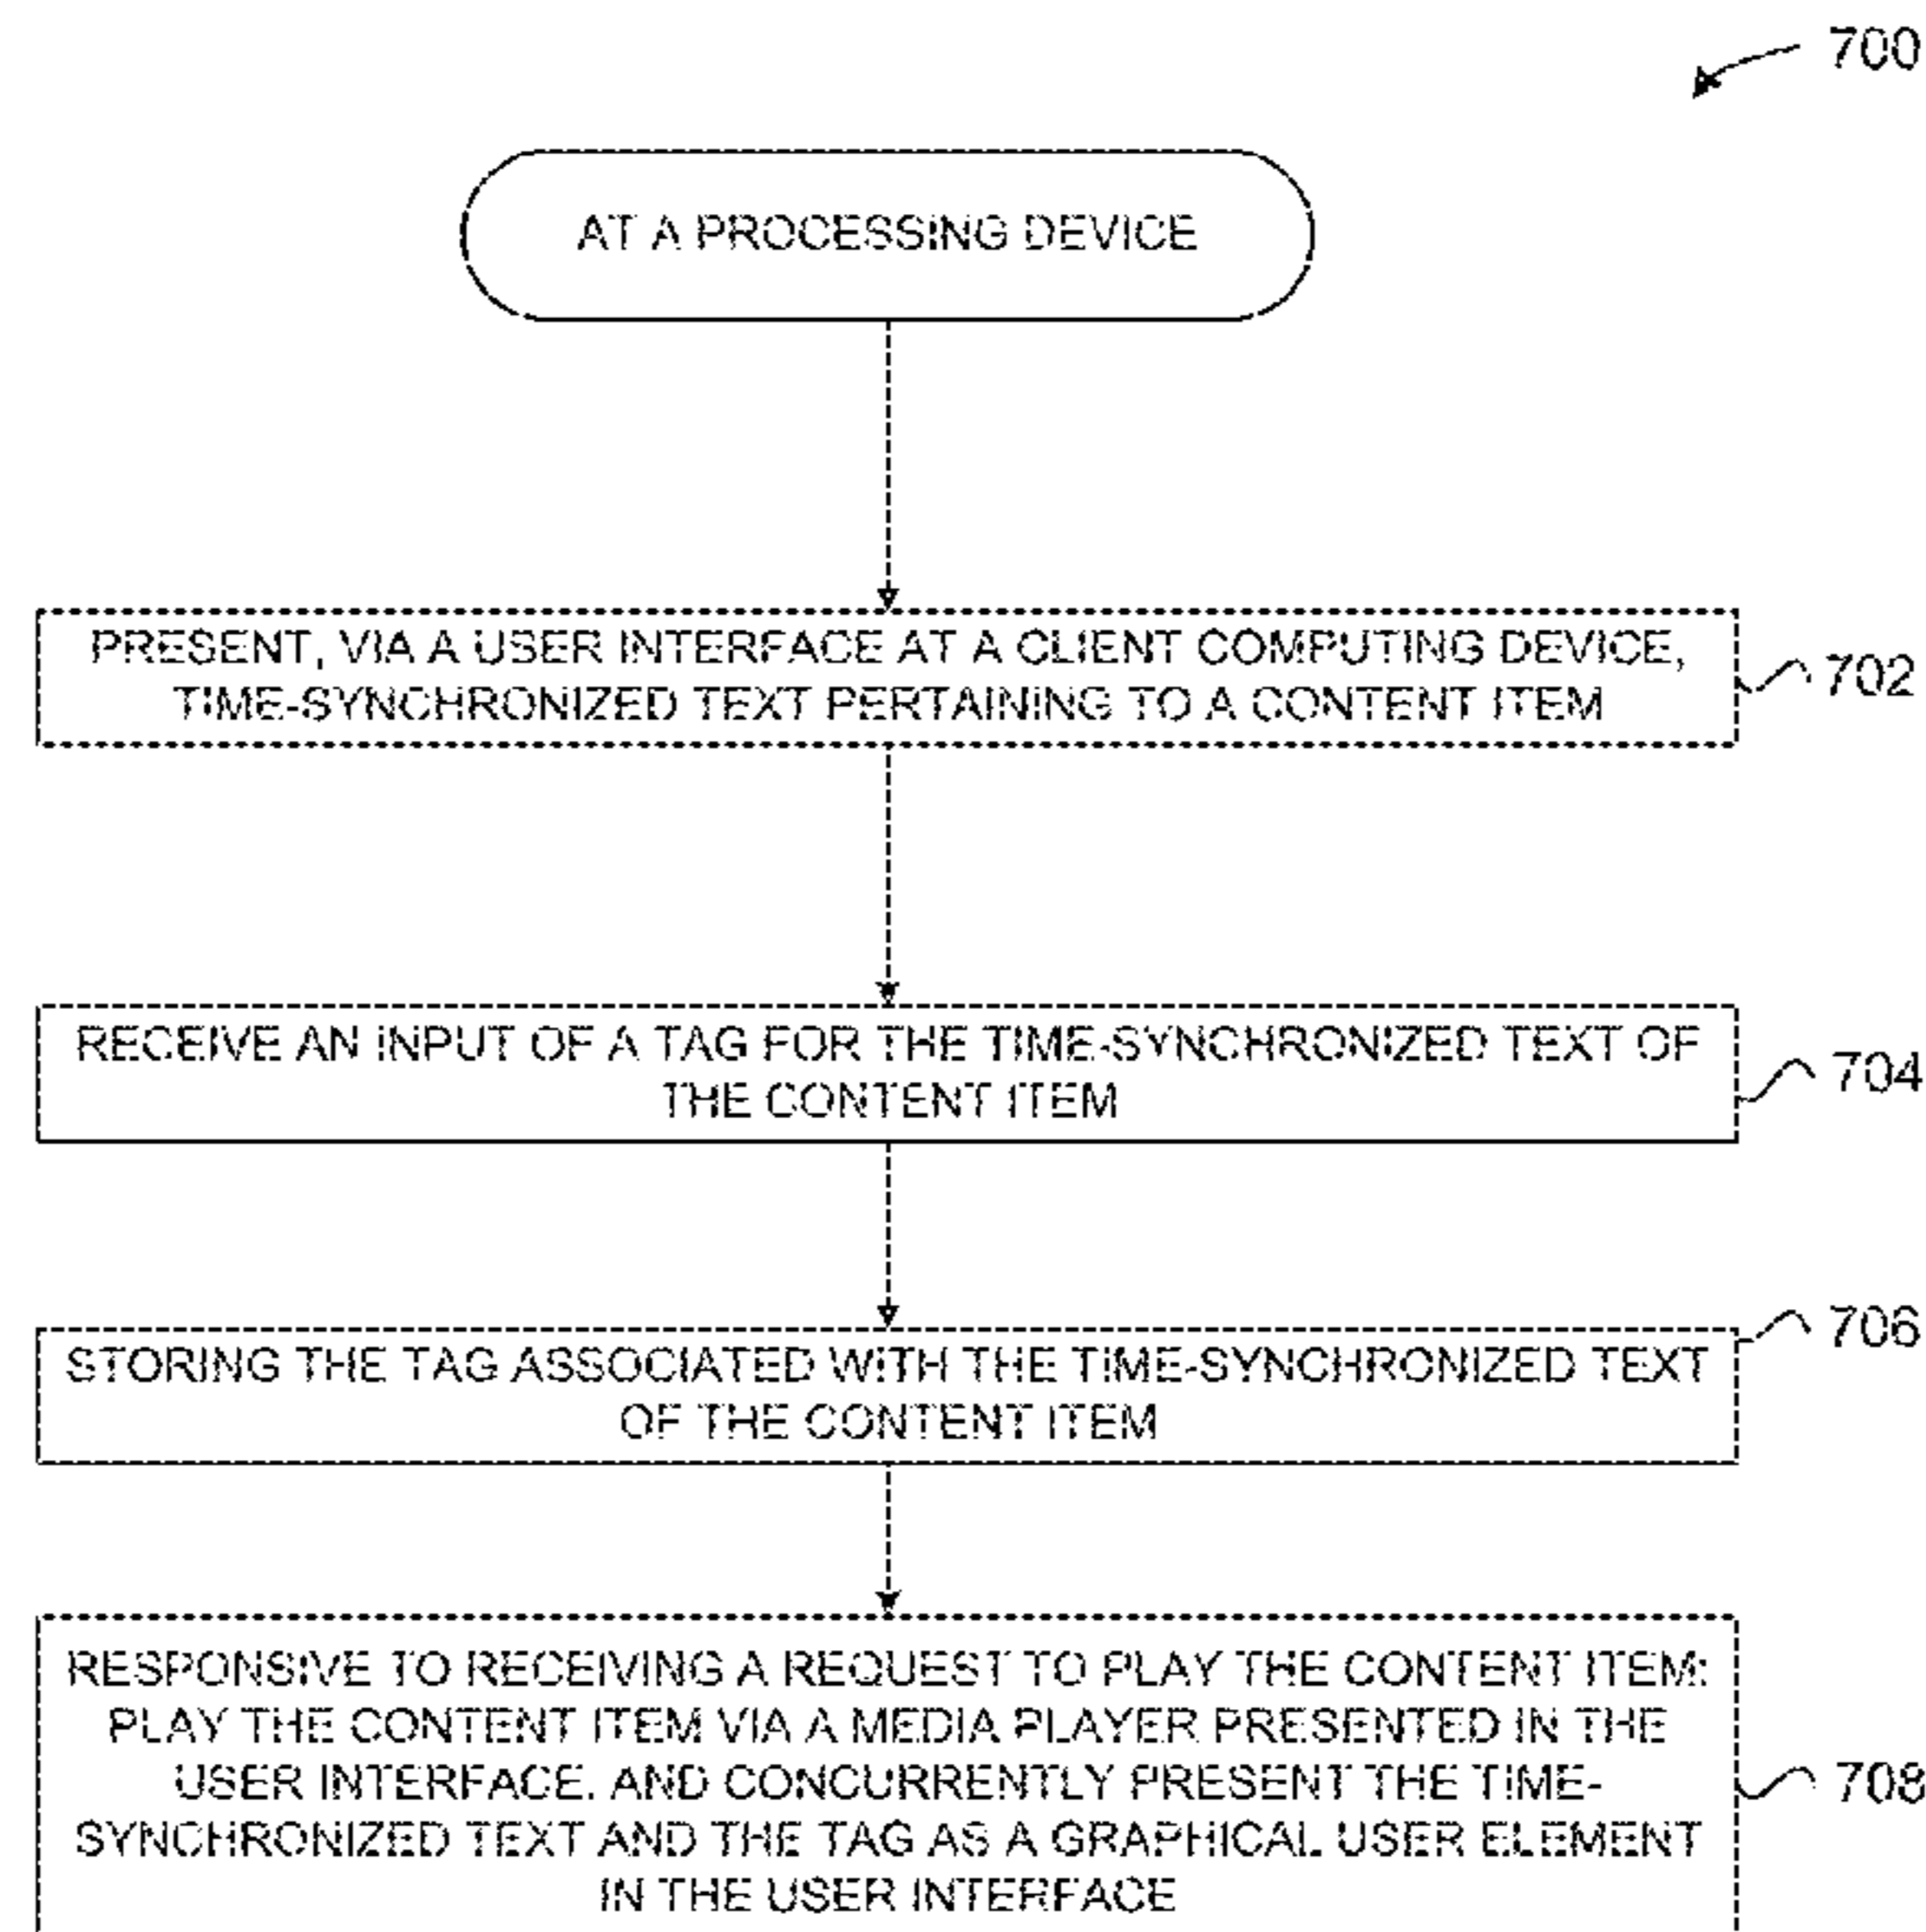 700
AT A PROCESSING DEVICE
PRESENT, VIA A USER INTERFACE AT A CLIENT COMPUTING DEVICE,
TIME-SYNCHRONIZED TEXT PERTAINING TO A CONTENT ITEM
702
RECEIVE AN INPUT OF A TAG FOR THE TIME-SYNCHRONIZED TEXT OF
THE CONTENT ITEM
704
STORING THE TAG ASSOCIATED WITH THE TIME-SYNCHRONIZED TEXT
OF THE CONTENT ITEM
706
RESPONSIVE TO RECEIVING A REQUEST TO PLAY THE CONTENT ITEM:
PLAY THE CONTENT ITEM VIA A MEDIA PLAYER PRESENTED IN THE
USER INTERFACE, AND CONCURRENTLY PRESENT THE TIME-
SYNCHRONIZED TEXT AND THE TAG AS A GRAPHICAL USER ELEMENT
IN THE USER INTERFACE
708